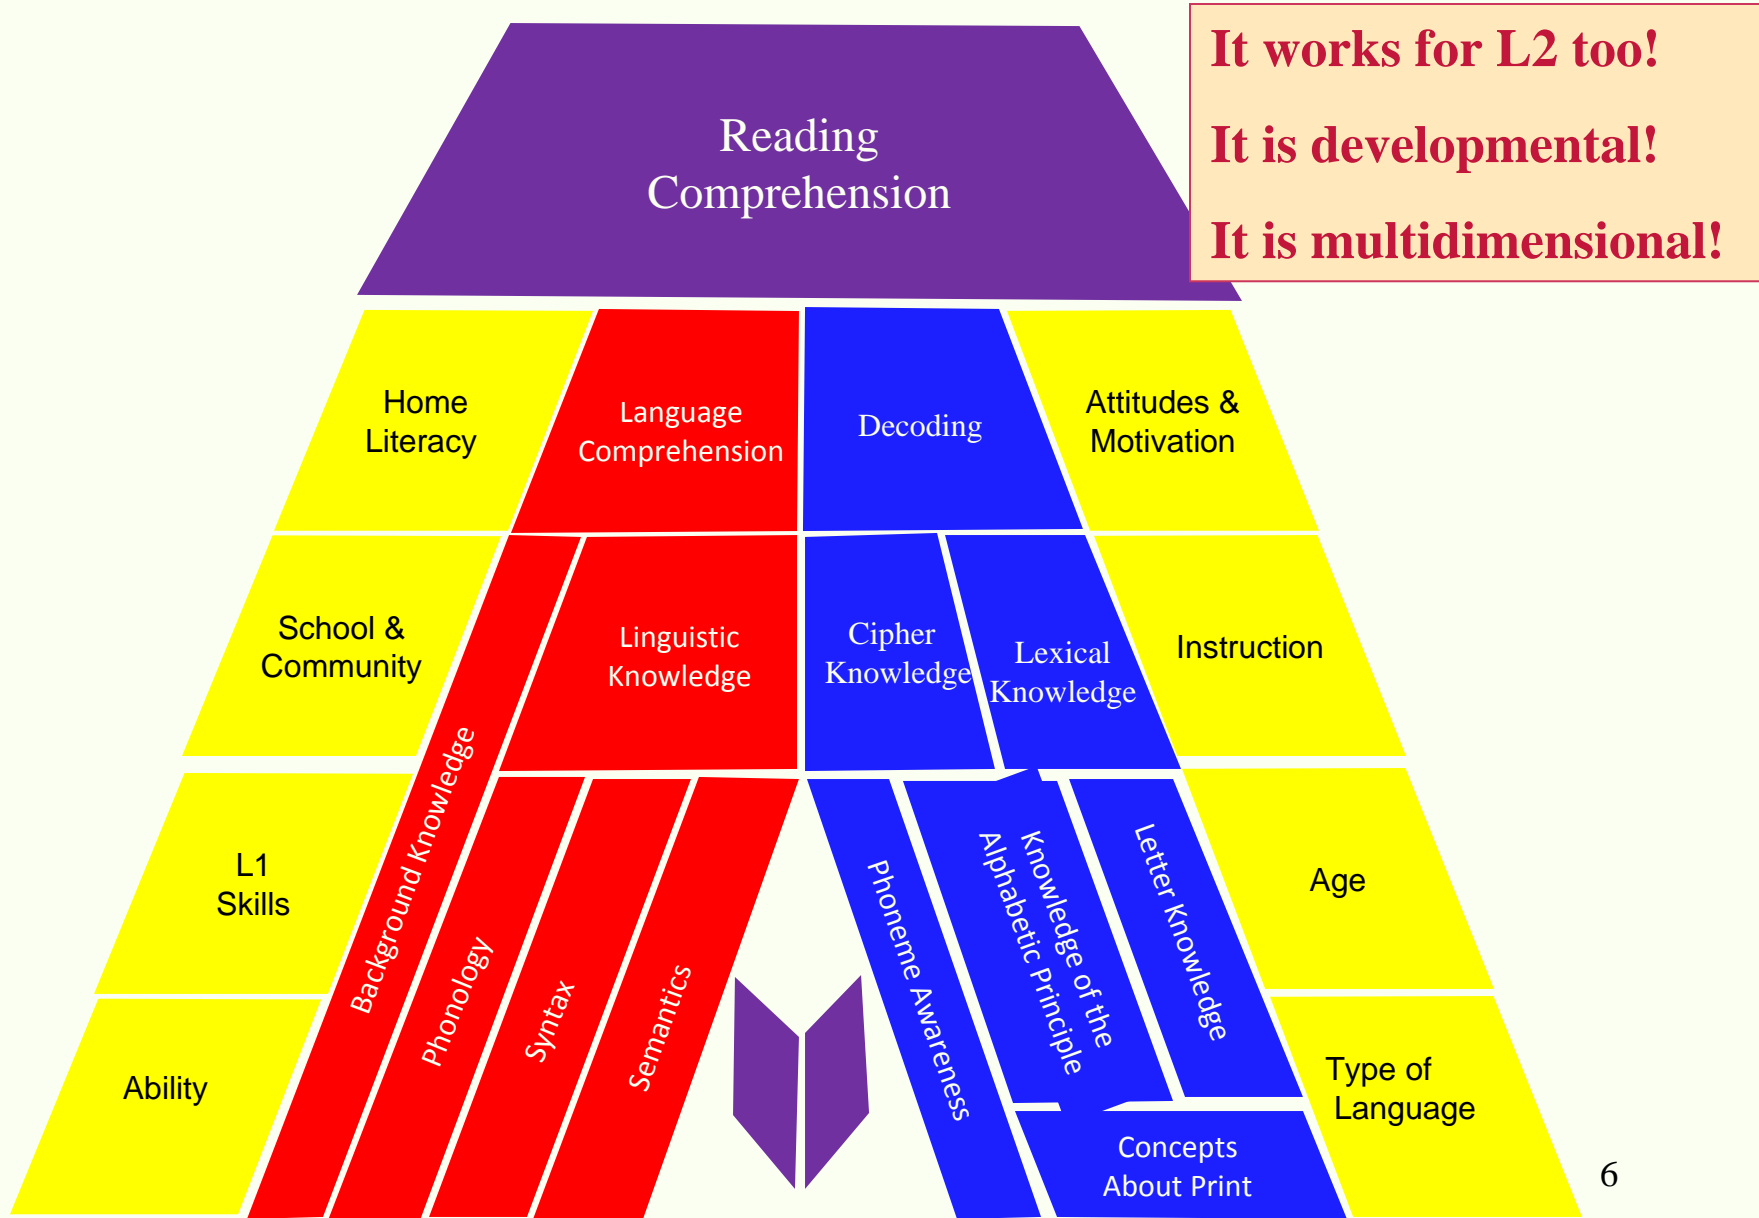 It works for L2 too!
It is developmental!
It is multidimensional!
Reading
Comprehension
Home
Literacy
Language
Comprehension
Decoding
Attitudes &
Motivation
School &
Community
Linguistic
Knowledge
Cipher
Knowledge
Lexical
Knowledge
Instruction
L1
Skills
Background Knowledge
Phonology
Syntax
Semantics
Phoneme Awareness
Knowledge of the
Alphabetic Principle
Letter Knowledge
Age
Ability
Concepts
About Print
Type of
Language
6